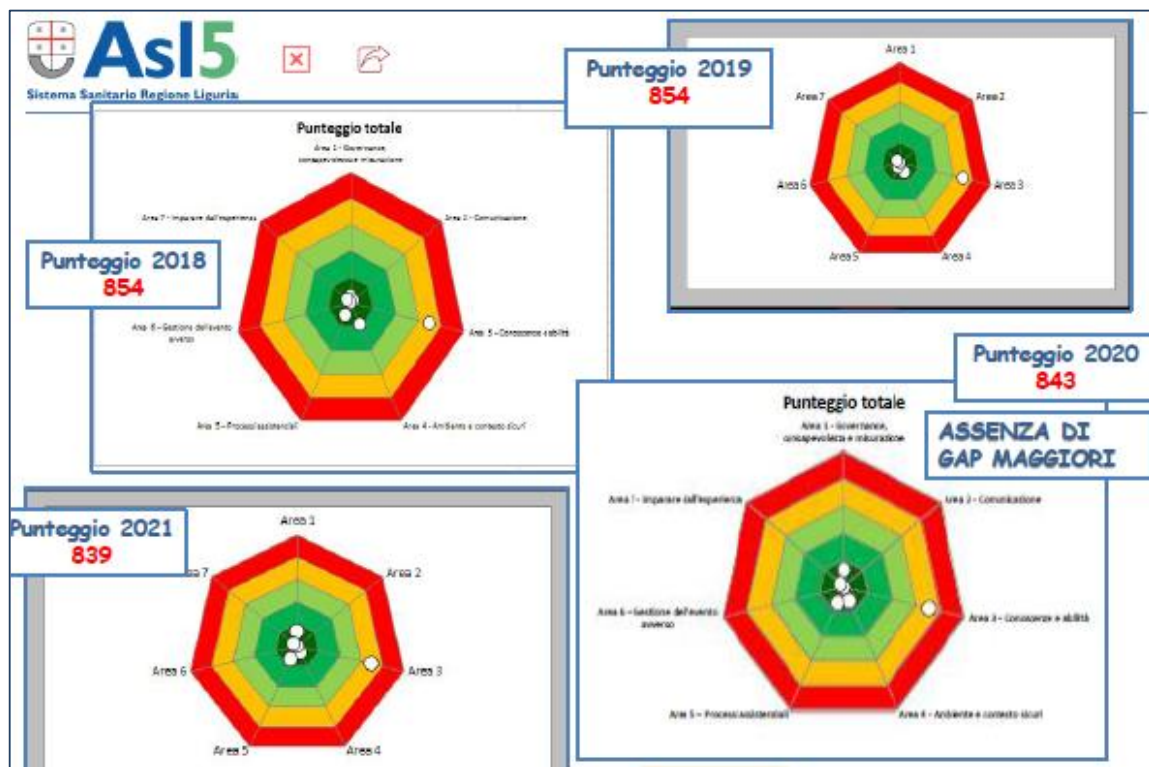 Asl5
Sistema Sanitario Regione Liguria
Punteggio 2019
854
Area 1
Area 2
Area 3
Area 4
Area 5
Area 6
Area 7
Punteggio totale
Area 1 - Governance,
consapevolezza e misurazione
Area 2 - Comunicazione
Area 3 - Conoscenze e abilità
Area 4 - Ambiente e contesto sicuri
Area 5 - Processi assistenziali
Area 6 - Gestione dell'evento
avverso
Area 7 - Imparare dall'esperienza
Punteggio 2018
854
Punteggio 2020
843
ASSENZA DI
GAP MAGGIORI
Punteggio totale
Area 1 - Governance,
consapevolezza e misurazione
Area 2 - Comunicazione
Area 3 - Conoscenze e abilità
Area 4 - Ambiente e contesto sicuri
Area 5 - Processi assistenziali
Area 6 - Gestione dell'evento
avverso
Area 7 - Imparare dall'esperienza
Punteggio 2021
839
Area 1
Area 2
Area 3
Area 4
Area 5
Area 6
7